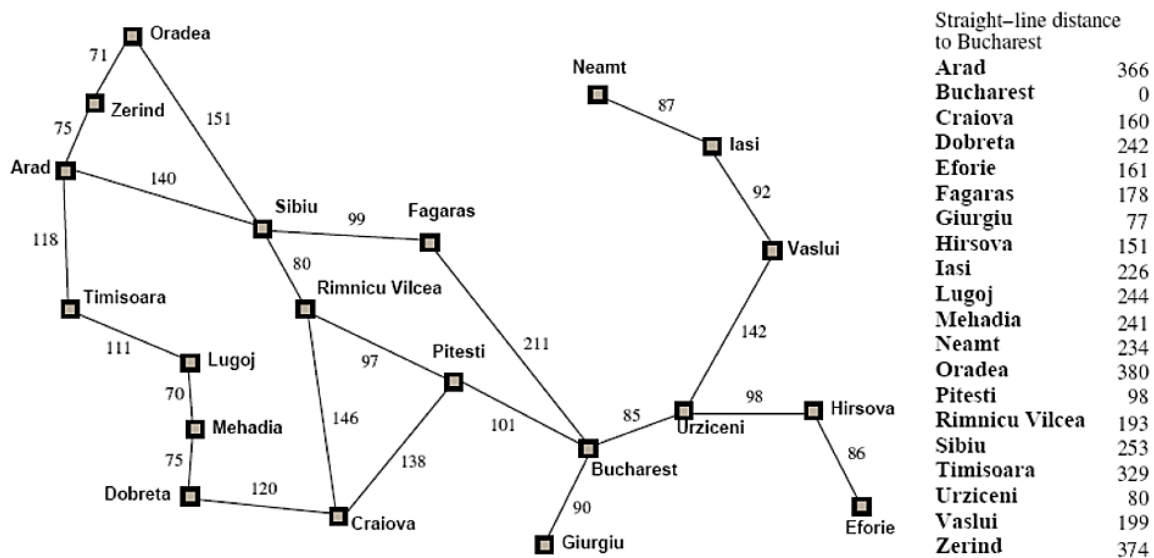 Oradea
71
Neamt
87
Zerind
151
75
Iasi
Arad
140
92
Sibiu
99
Fagaras
118
80
Vaslui
Timisoara
Rimnicu Vilcea
142
111
211
Lugoj
97
Pitesti
70
98
Hirsova
146
85
Mehadia
101
Urziceni
138
86
75
Bucharest
120
Dobreta
90
Craiova
Eforie
Giurgiu
Straight–line distance
to Bucharest
Arad 366
Bucharest 0
Craiova 160
Dobreta 242
Eforie 161
Fagaras 178
Giurgiu 77
Hirsova 151
Iasi 226
Lugoj 244
Mehadia 241
Neamt 234
Oradea 380
Pitesti 98
Rimnicu Vilcea 193
Sibiu 253
Timisoara 329
Urziceni 80
Vaslui 199
Zerind 374